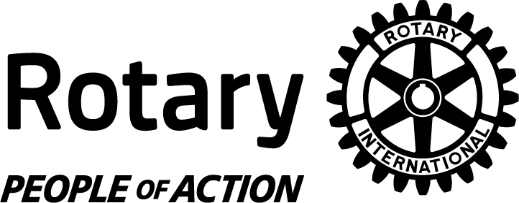 Rotary
PEOPLE OF ACTION
ROTARY
INTERNATIONAL